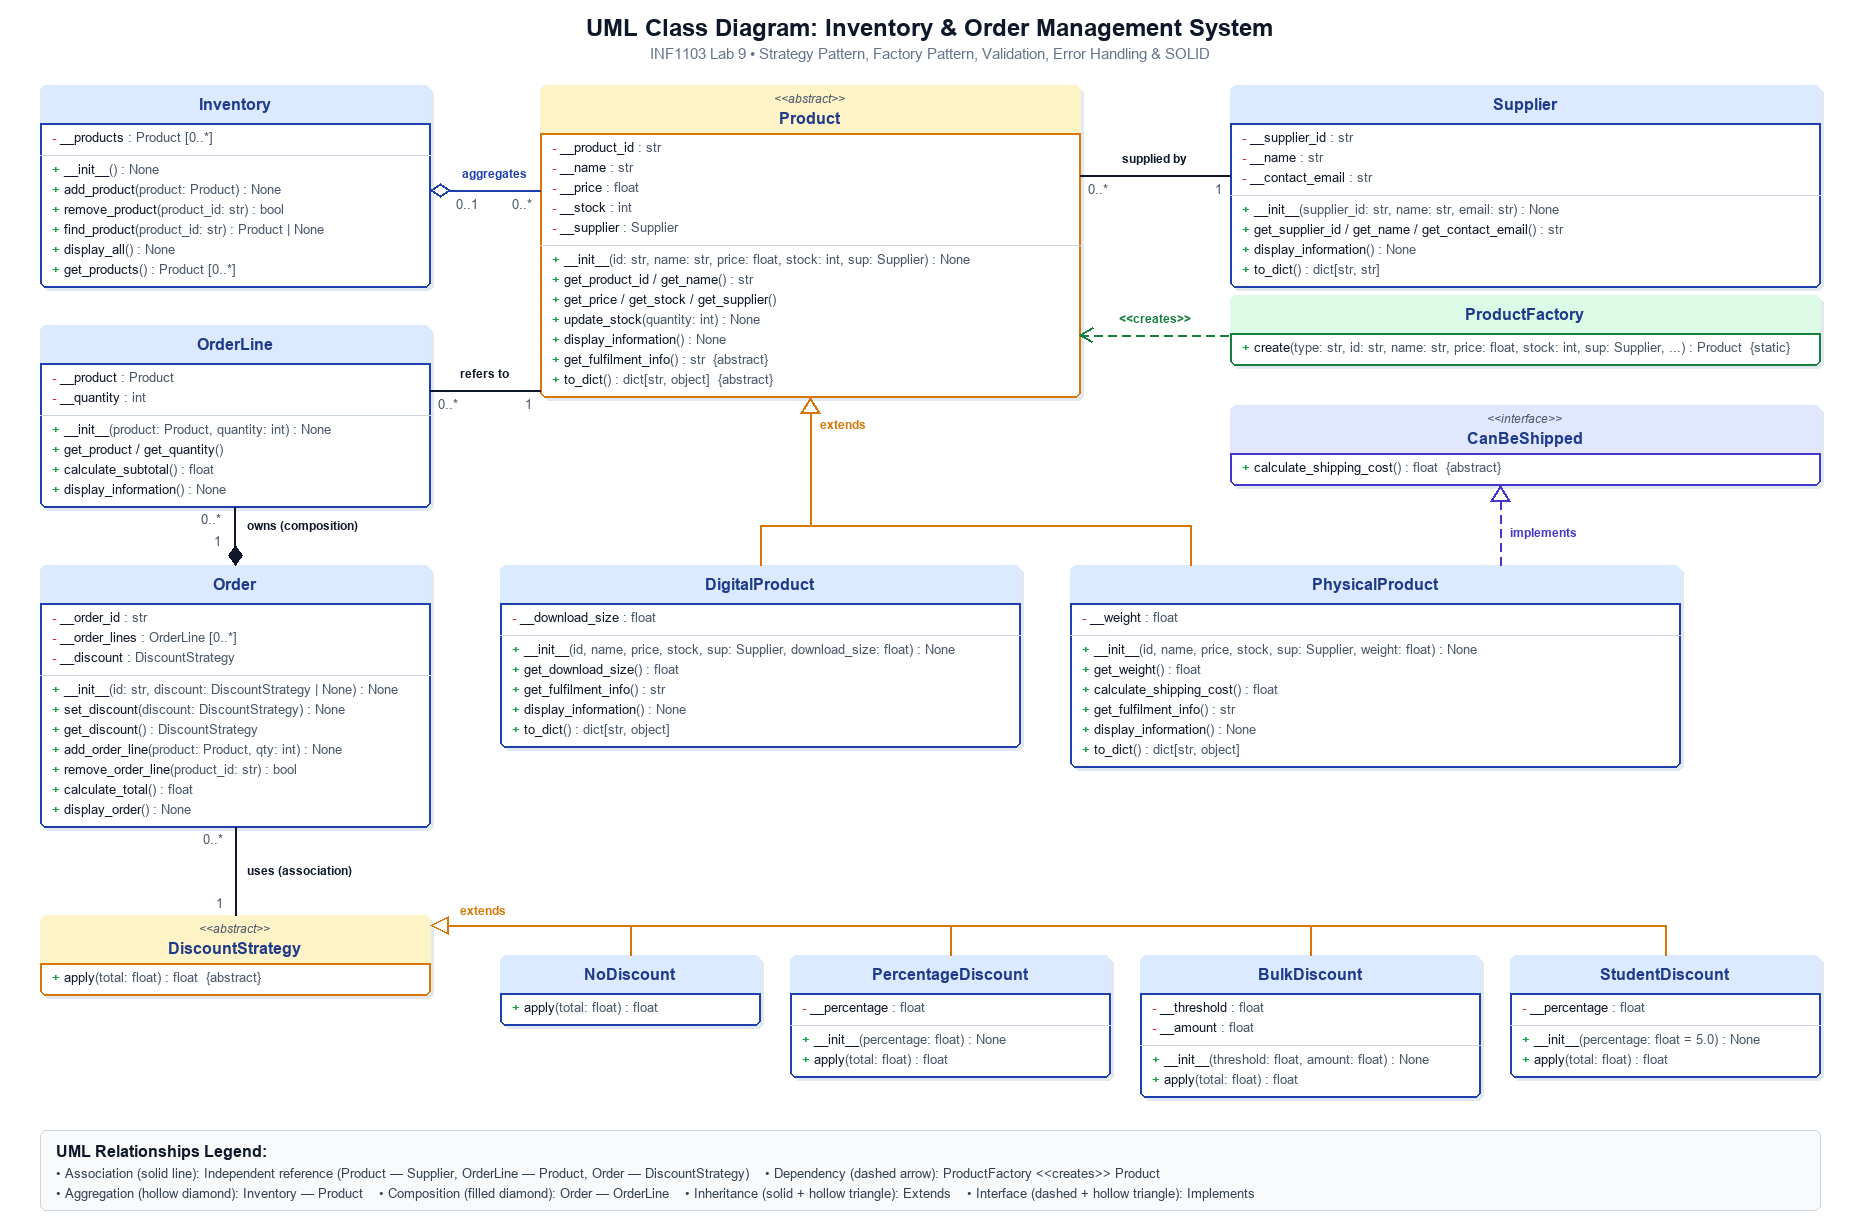 UML Class Diagram: Inventory & Order Management System
INF1103 Lab 9 • Strategy Pattern, Factory Pattern, Validation, Error Handling & SOLID
Inventory
- __products : Product [0..*]
+ __init__() : None
+ add_product(product: Product) : None
+ remove_product(product_id: str) : bool
+ find_product(product_id: str) : Product | None
+ display_all() : None
+ get_products() : Product [0..*]
aggregates
0..1
0..*
<<abstract>>
Product
- __product_id : str
- __name : str
- __price : float
- __stock : int
- __supplier : Supplier
+ __init__(id: str, name: str, price: float, stock: int, sup: Supplier) : None
+ get_product_id / get_name() : str
+ get_price / get_stock / get_supplier()
+ update_stock(quantity: int) : None
+ display_information() : None
+ get_fulfilment_info() : str {abstract}
+ to_dict() : dict[str, object] {abstract}
supplied by
0..*
1
Supplier
- __supplier_id : str
- __name : str
- __contact_email : str
+ __init__(supplier_id: str, name: str, email: str) : None
+ get_supplier_id / get_name / get_contact_email() : str
+ display_information() : None
+ to_dict() : dict[str, str]
<<creates>>
ProductFactory
+ create(type: str, id: str, name: str, price: float, stock: int, sup: Supplier, ...) : Product {static}
OrderLine
- __product : Product
- __quantity : int
+ __init__(product: Product, quantity: int) : None
+ get_product / get_quantity()
+ calculate_subtotal() : float
+ display_information() : None
refers to
0..*
1
extends
<<interface>>
CanBeShipped
+ calculate_shipping_cost() : float {abstract}
implements
0..*
owns (composition)
1
Order
- __order_id : str
- __order_lines : OrderLine [0..*]
- __discount : DiscountStrategy
+ __init__(id: str, discount: DiscountStrategy | None) : None
+ set_discount(discount: DiscountStrategy) : None
+ get_discount() : DiscountStrategy
+ add_order_line(product: Product, qty: int) : None
+ remove_order_line(product_id: str) : bool
+ calculate_total() : float
+ display_order() : None
DigitalProduct
- __download_size : float
+ __init__(id, name, price, stock, sup: Supplier, download_size: float) : None
+ get_download_size() : float
+ get_fulfilment_info() : str
+ display_information() : None
+ to_dict() : dict[str, object]
PhysicalProduct
- __weight : float
+ __init__(id, name, price, stock, sup: Supplier, weight: float) : None
+ get_weight() : float
+ calculate_shipping_cost() : float
+ get_fulfilment_info() : str
+ display_information() : None
+ to_dict() : dict[str, object]
0..*
uses (association)
1
<<abstract>>
DiscountStrategy
+ apply(total: float) : float {abstract}
extends
NoDiscount
+ apply(total: float) : float
PercentageDiscount
- __percentage : float
+ __init__(percentage: float) : None
+ apply(total: float) : float
BulkDiscount
- __threshold : float
- __amount : float
+ __init__(threshold: float, amount: float) : None
+ apply(total: float) : float
StudentDiscount
- __percentage : float
+ __init__(percentage: float = 5.0) : None
+ apply(total: float) : float
UML Relationships Legend:
• Association (solid line): Independent reference (Product — Supplier, OrderLine — Product, Order — DiscountStrategy) • Dependency (dashed arrow): ProductFactory <<creates>> Product
• Aggregation (hollow diamond): Inventory — Product • Composition (filled diamond): Order — OrderLine • Inheritance (solid + hollow triangle): Extends • Interface (dashed + hollow triangle): Implements